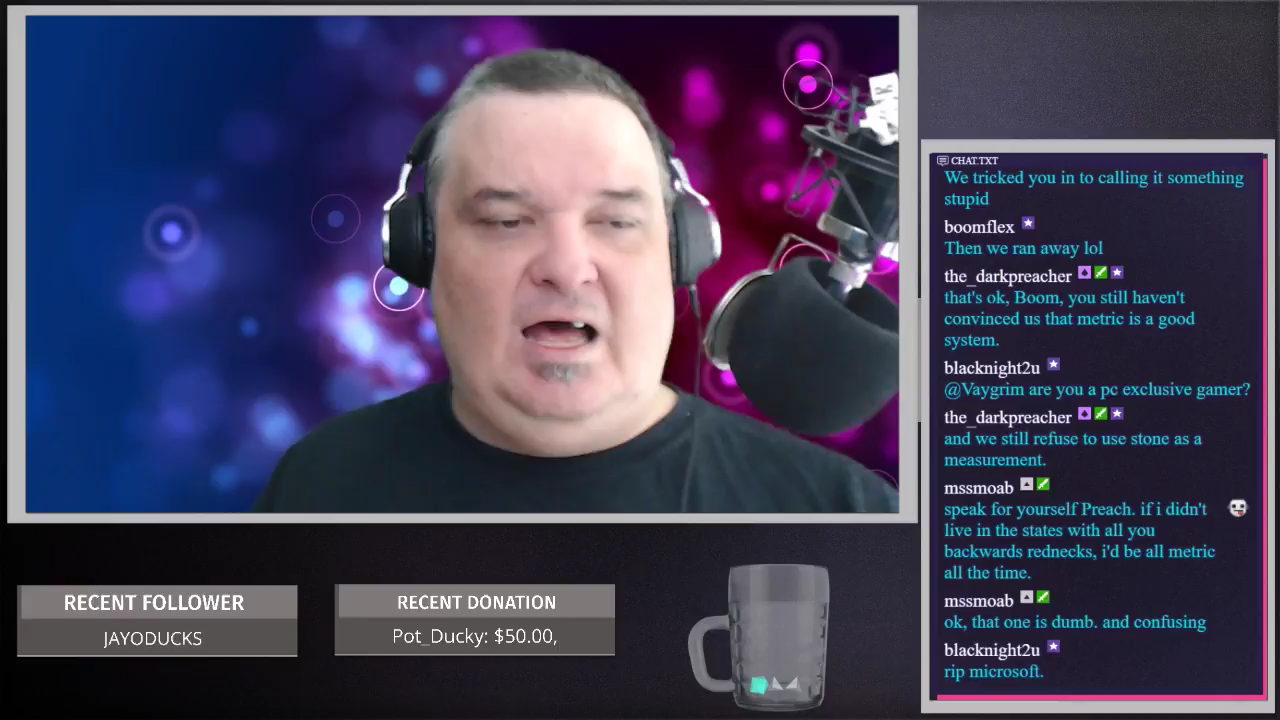 CHAT.TXT
We tricked you in to calling it something
stupid
boomflex
Then we ran away lol
the_darkpreacher
that's ok, Boom, you still haven't
convinced us that metric is a good
system.
blacknight2u
@Vaygrim are you a pc exclusive gamer?
the_darkpreacher
and we still refuse to use stone as a
measurement.
mssmoab
speak for yourself Preach. if i didn't
live in the states with all you
backwards rednecks, i'd be all metric
all the time.
mssmoab
ok, that one is dumb. and confusing
blacknight2u
rip microsoft.
RECENT FOLLOWER
JAYODUCKS
RECENT DONATION
Pot_Ducky: $50.00,